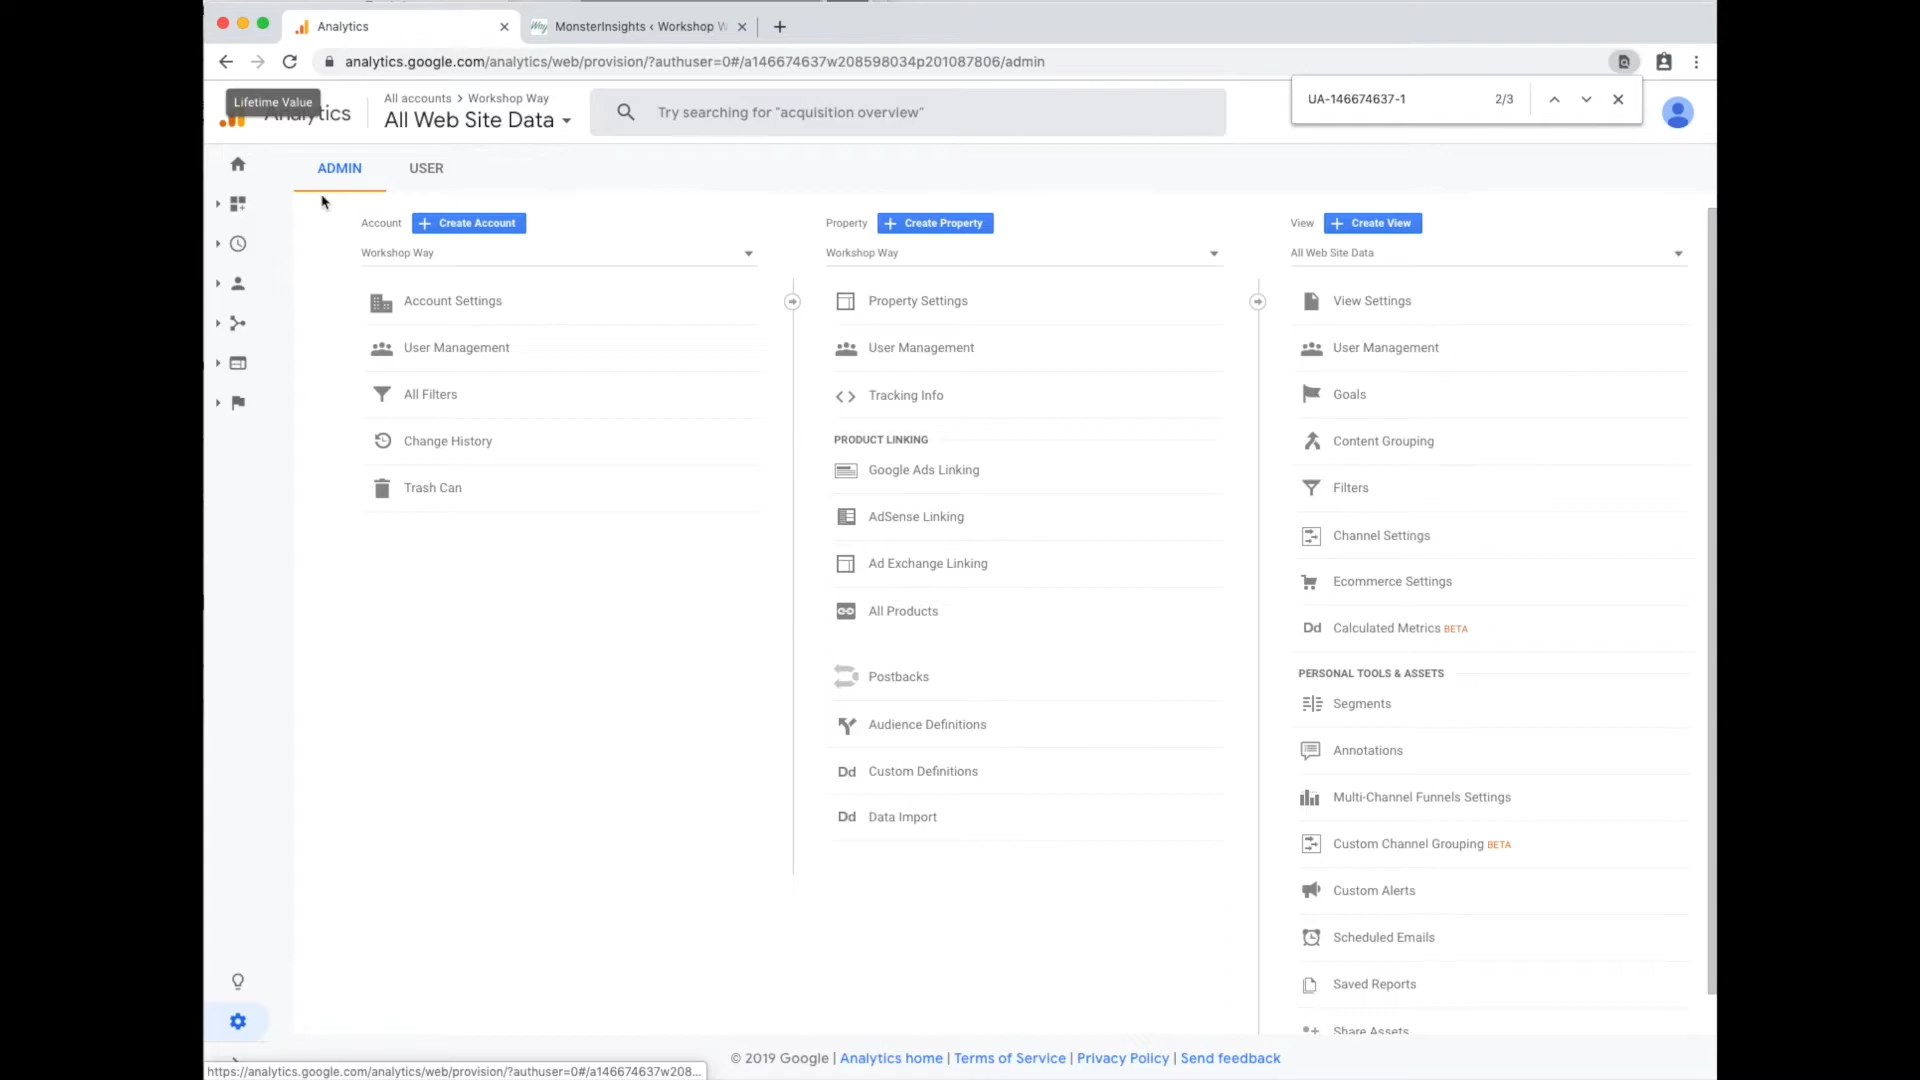 Analytics
MonsterInsights ‹ Workshop W
analytics.google.com/analytics/web/provision/?authuser=0#/a146674637w208598034p201087806/admin
UA-146674637-1
2/3
Lifetime Value
Analytics
All accounts > Workshop Way
All Web Site Data
Try searching for "acquisition overview"
ADMIN
USER
Account
Create Account
Workshop Way
Account Settings
User Management
All Filters
Change History
Trash Can
Property
Create Property
Workshop Way
Property Settings
User Management
Tracking Info
PRODUCT LINKING
Google Ads Linking
AdSense Linking
Ad Exchange Linking
All Products
Postbacks
Audience Definitions
Dd Custom Definitions
Dd Data Import
View
Create View
All Web Site Data
View Settings
User Management
Goals
Content Grouping
Filters
Channel Settings
Ecommerce Settings
Dd Calculated Metrics BETA
PERSONAL TOOLS & ASSETS
Segments
Annotations
Multi-Channel Funnels Settings
Custom Channel Grouping BETA
Custom Alerts
Scheduled Emails
Saved Reports
Share Assets
© 2019 Google | Analytics home | Terms of Service | Privacy Policy | Send feedback
https://analytics.google.com/analytics/web/provision/?authuser=0#/a146674637w208...